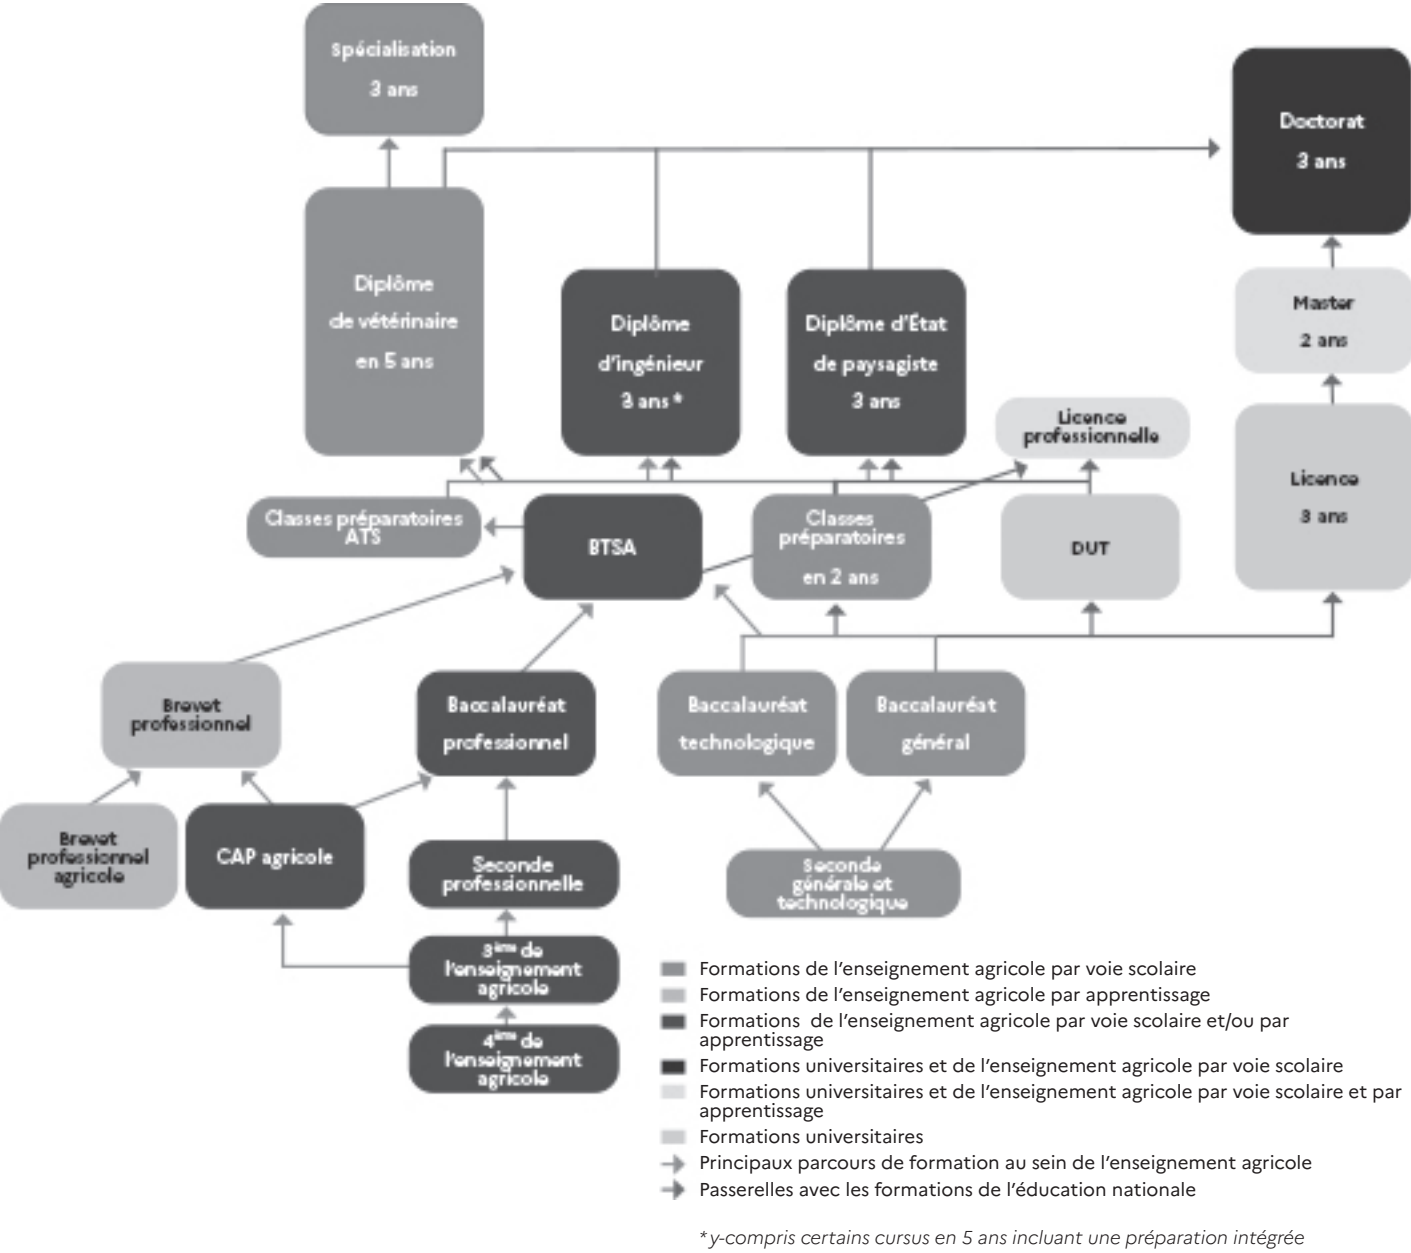 Spécialisation
3 ans
Doctorat
3 ans
Diplôme
de vétérinaire
en 5 ans
Diplôme
d'ingénieur
3 ans *
Diplôme d'État
de paysagiste
3 ans
Master
2 ans
Licence
professionnelle
Licence
3 ans
Classes préparatoires
ATS
BTSA
Classes
préparatoires
en 2 ans
DUT
Brevet
professionnel
Baccalauréat
professionnel
Baccalauréat
technologique
Baccalauréat
général
Brevet
professionnel
agricole
CAP agricole
Seconde
professionnelle
Seconde
générale et
technologique
3ème de
l'enseignement
agricole
4ème de
l'enseignement
agricole
Formations de l'enseignement agricole par voie scolaire
Formations de l'enseignement agricole par apprentissage
Formations de l'enseignement agricole par voie scolaire et/ou par
apprentissage
Formations universitaires et de l'enseignement agricole par voie scolaire
Formations universitaires et de l'enseignement agricole par voie scolaire et par
apprentissage
Formations universitaires
Principaux parcours de formation au sein de l'enseignement agricole
Passerelles avec les formations de l'éducation nationale
*y-compris certains cursus en 5 ans incluant une préparation intégrée